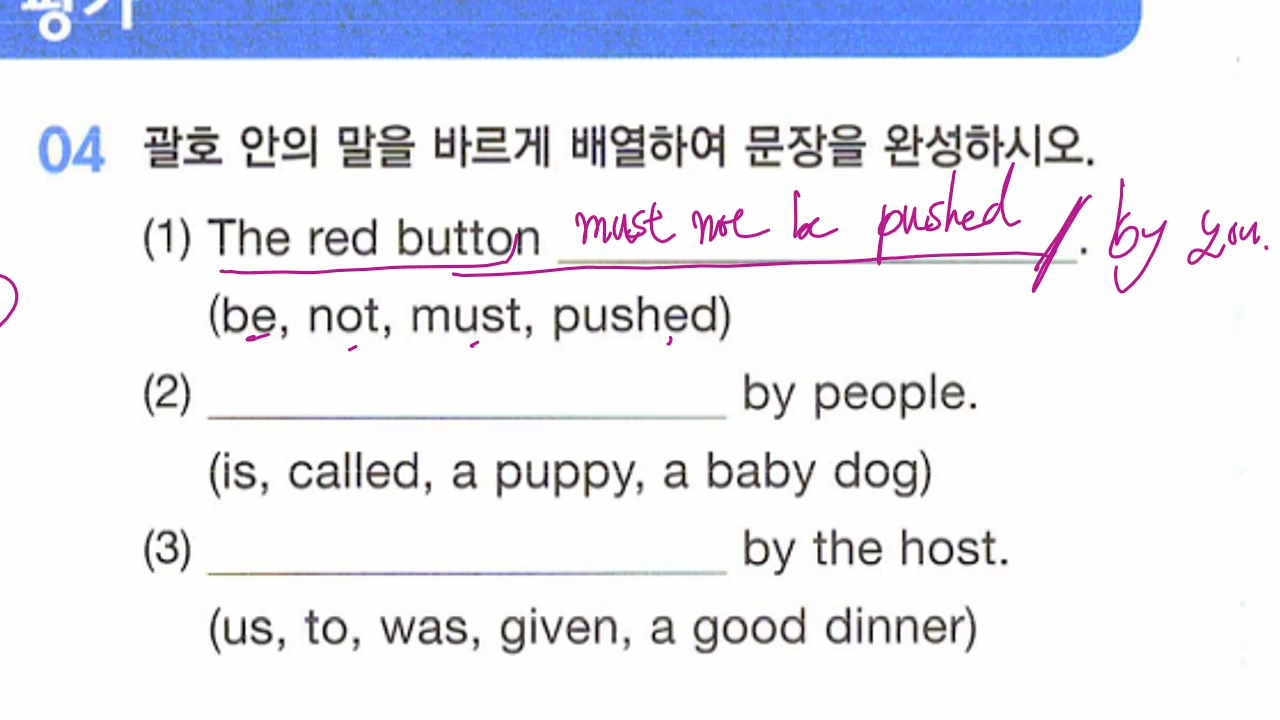 평가
04 괄호 안의 말을 바르게 배열하여 문장을 완성하시오.
(1) The red button must not be pushed / . by you.
(be, not, must, pushed)
(2) by people.
(is, called, a puppy, a baby dog)
(3) by the host.
(us, to, was, given, a good dinner)